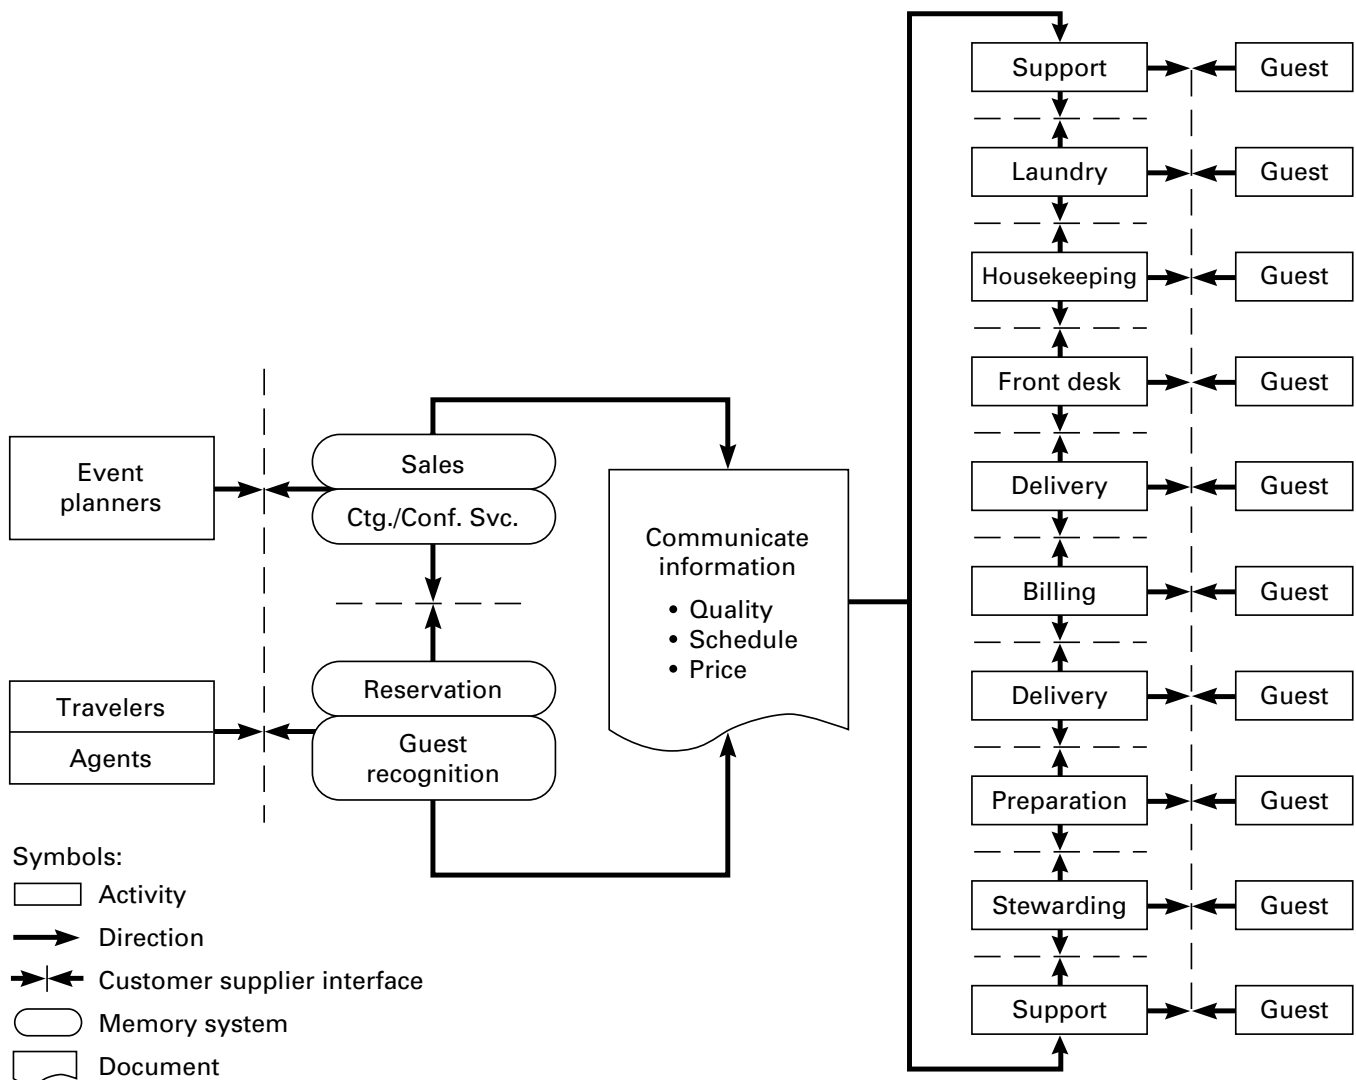 Support
Guest
Laundry
Guest
Housekeeping
Guest
Front desk
Guest
Delivery
Guest
Billing
Guest
Delivery
Guest
Preparation
Guest
Stewarding
Guest
Support
Guest
Event
planners
Sales
Ctg./Conf. Svc.
Travelers
Agents
Reservation
Guest
recognition
Communicate
information
• Quality
• Schedule
• Price
Symbols:
Activity
Direction
Customer supplier interface
Memory system
Document